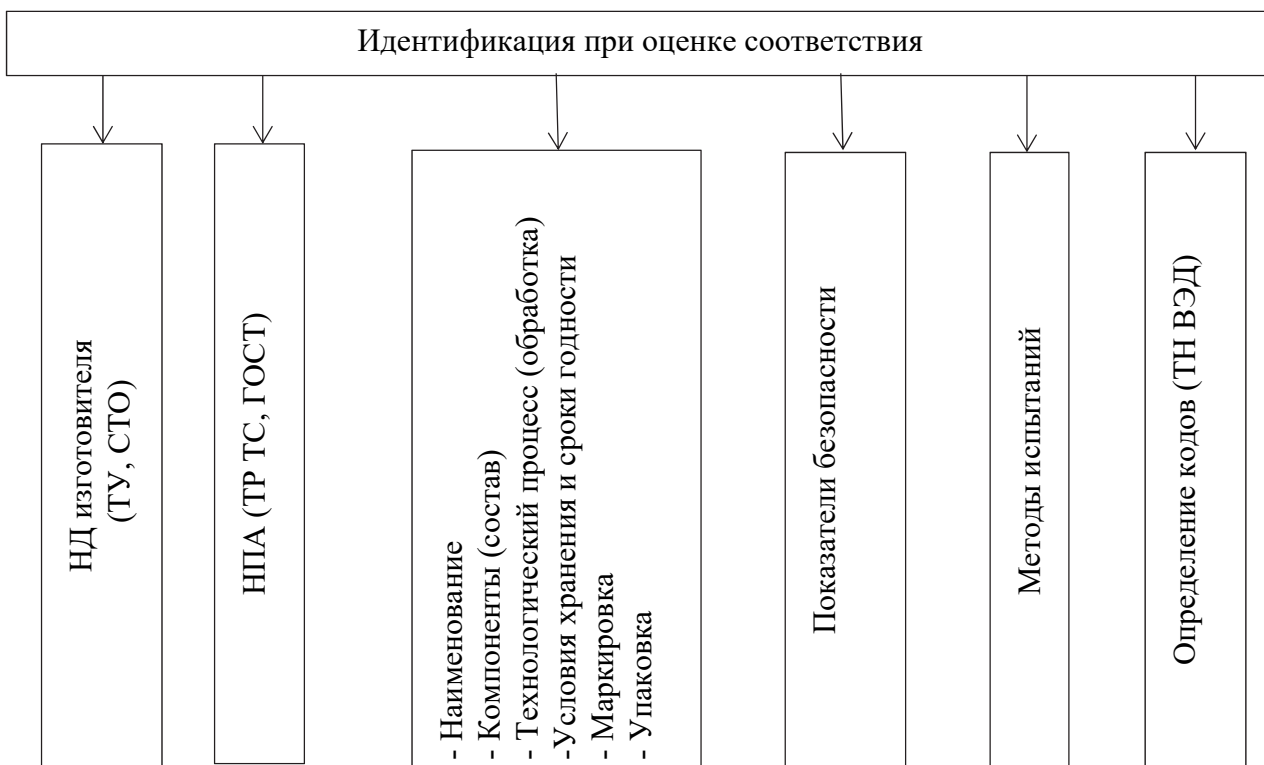 Идентификация при оценке соответствия
НД изготовителя
(ТУ, СТО)
НПА (ТР ТС, ГОСТ)
- Наименование
- Компоненты (состав)
- Технологический процесс (обработка)
- Условия хранения и сроки годности
- Маркировка
- Упаковка
Показатели безопасности
Методы испытаний
Определение кодов (ТН ВЭД)